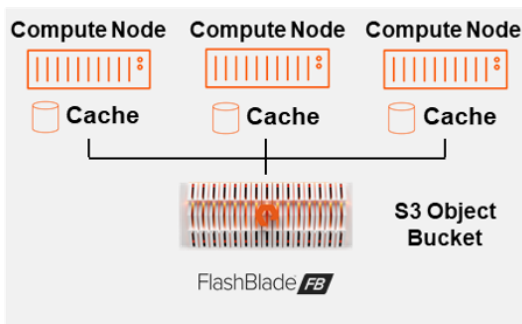 Compute Node Compute Node Compute Node
Cache Cache Cache
S3 Object
Bucket
FlashBlade FB